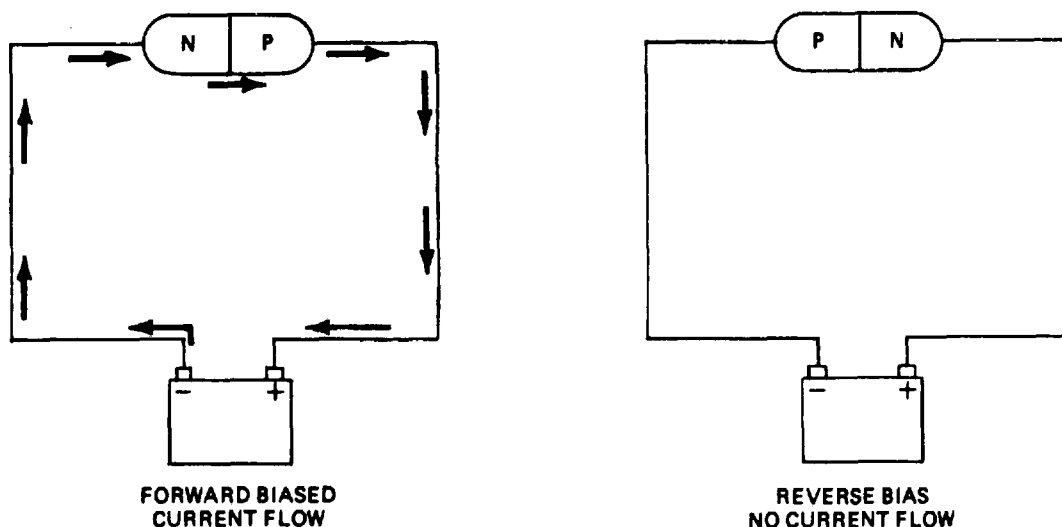 N P
- +
FORWARD BIASED
CURRENT FLOW
P N
- +
REVERSE BIAS
NO CURRENT FLOW